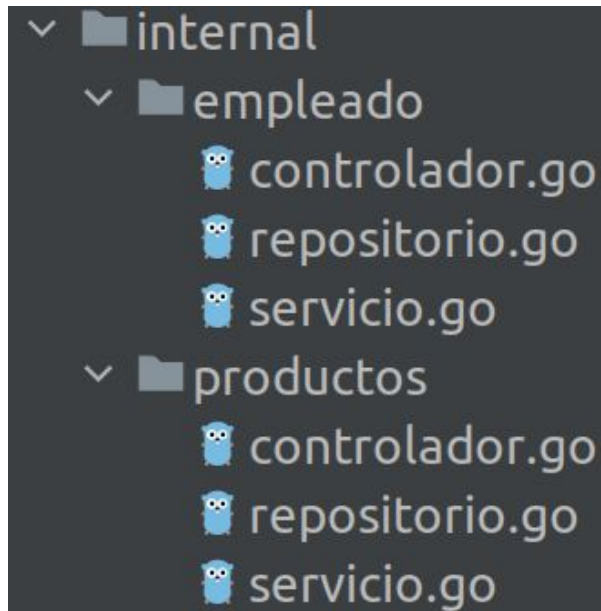 internal
empleado
controlador.go
repositorio.go
servicio.go
productos
controlador.go
repositorio.go
servicio.go